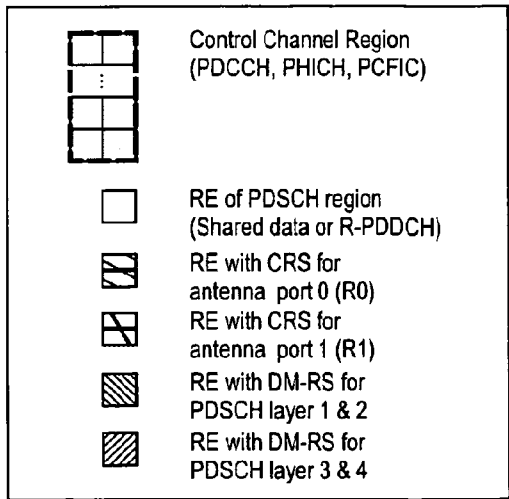 Control Channel Region
(PDCCH, PHICH, PCFIC)
RE of PDSCH region
(Shared data or R-PDDCH)
RE with CRS for
antenna port 0 (R0)
RE with CRS for
antenna port 1 (R1)
RE with DM-RS for
PDSCH layer 1 & 2
RE with DM-RS for
PDSCH layer 3 & 4